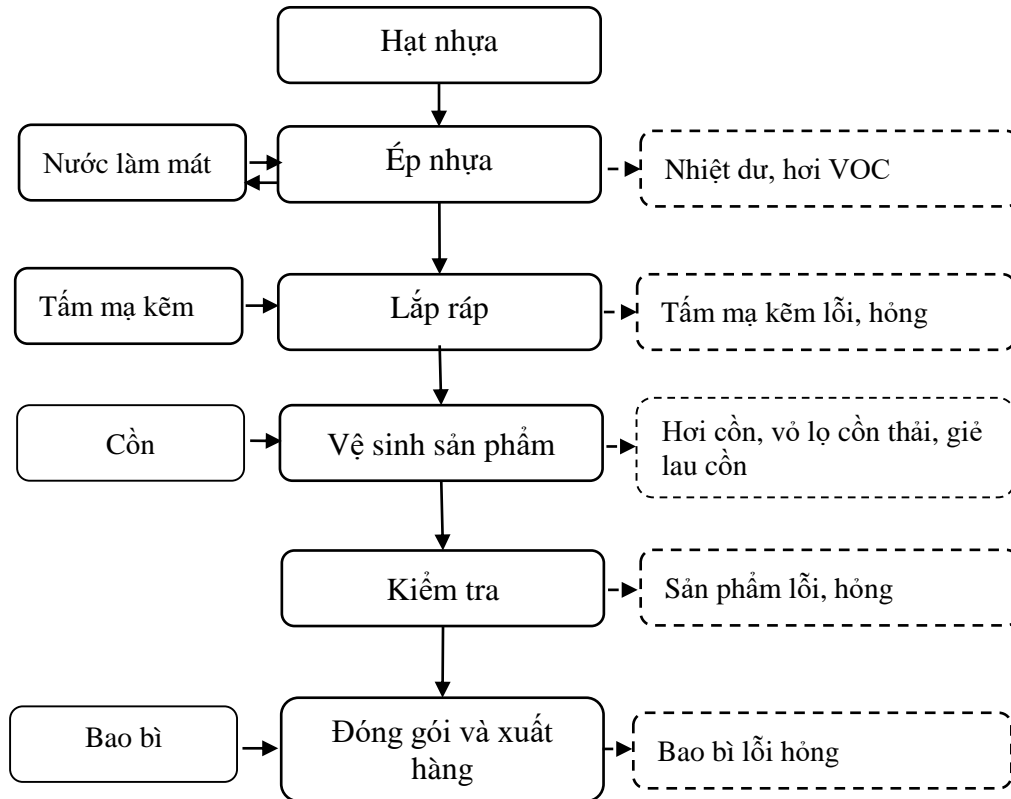 Hạt nhựa
Nước làm mát
Ép nhựa
Nhiệt dư, hơi VOC
Tấm mạ kẽm
Lắp ráp
Tấm mạ kẽm lỗi, hỏng
Cồn
Vệ sinh sản phẩm
Hơi cồn, vỏ lọ cồn thải, giẻ
lau cồn
Kiểm tra
Sản phẩm lỗi, hỏng
Bao bì
Đóng gói và xuất
hàng
Bao bì lỗi hỏng